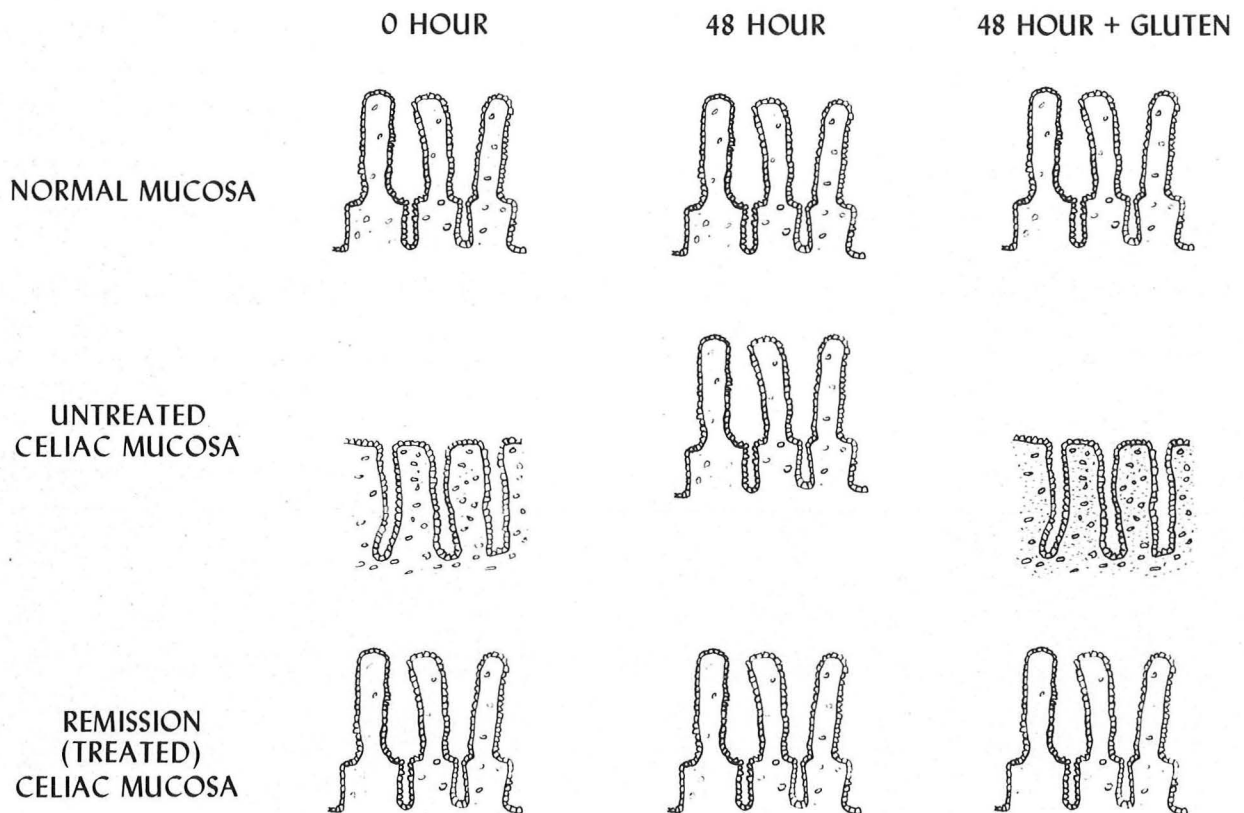 0 HOUR
48 HOUR
48 HOUR + GLUTEN
NORMAL MUCOSA
UNTREATED
CELIAC MUCOSA
REMISSION
(TREATED)
CELIAC MUCOSA